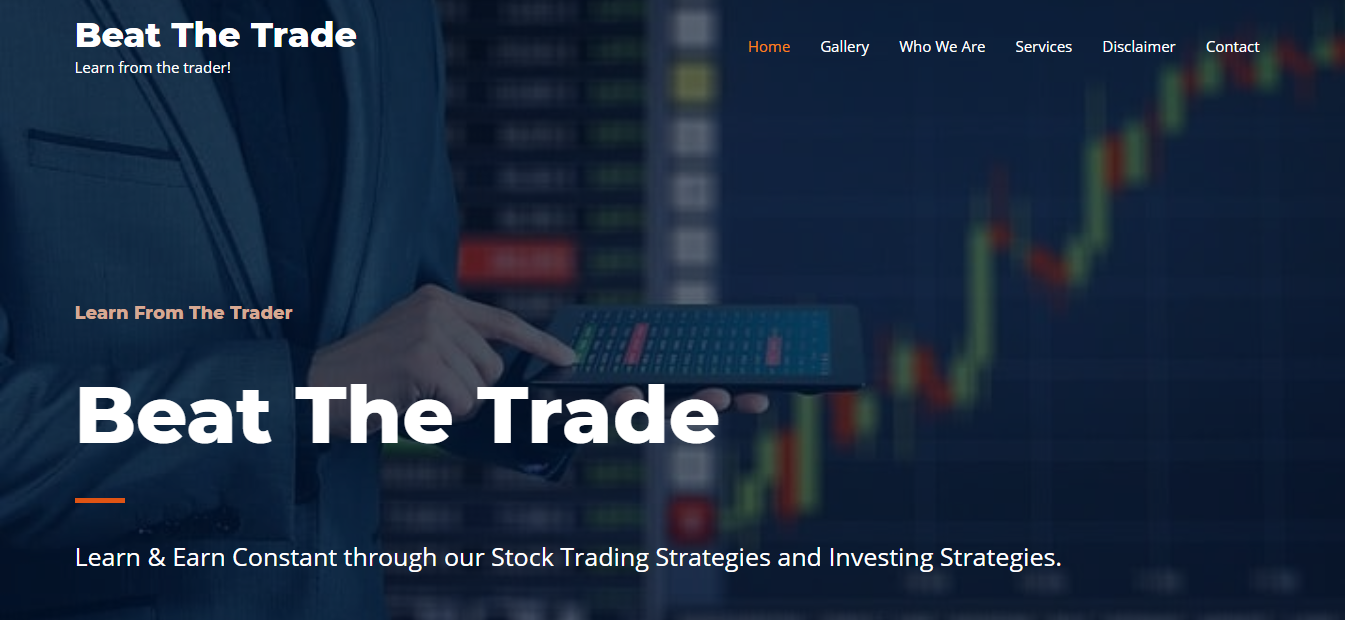 Beat The Trade
Learn from the trader!
Home Gallery Who We Are Services Disclaimer Contact
Learn From The Trader
Beat The Trade
Learn & Earn Constant through our Stock Trading Strategies and Investing Strategies.